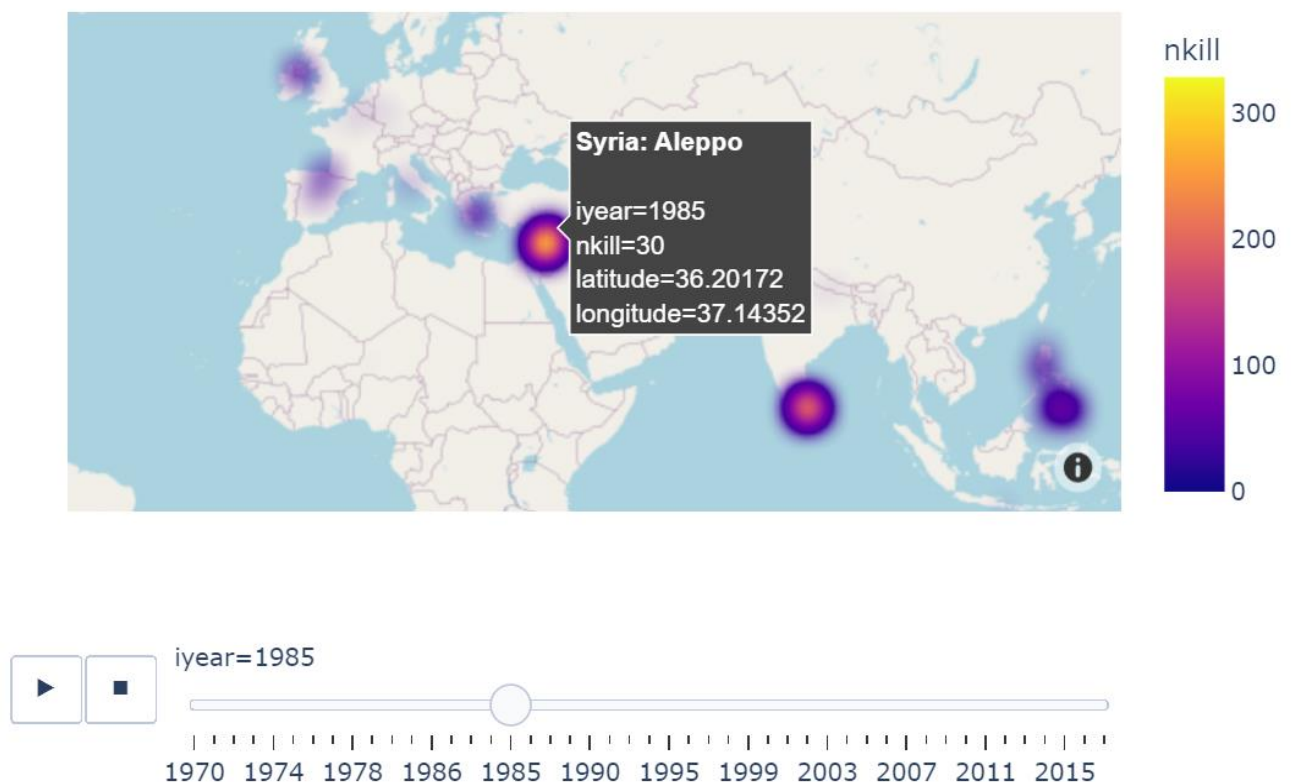 nkill
300
200
100
0
Syria: Aleppo
iyear=1985
nkill=30
latitude=36.20172
longitude=37.14352
iyear=1985
1970 1974 1978 1986 1985 1990 1995 1999 2003 2007 2011 2015